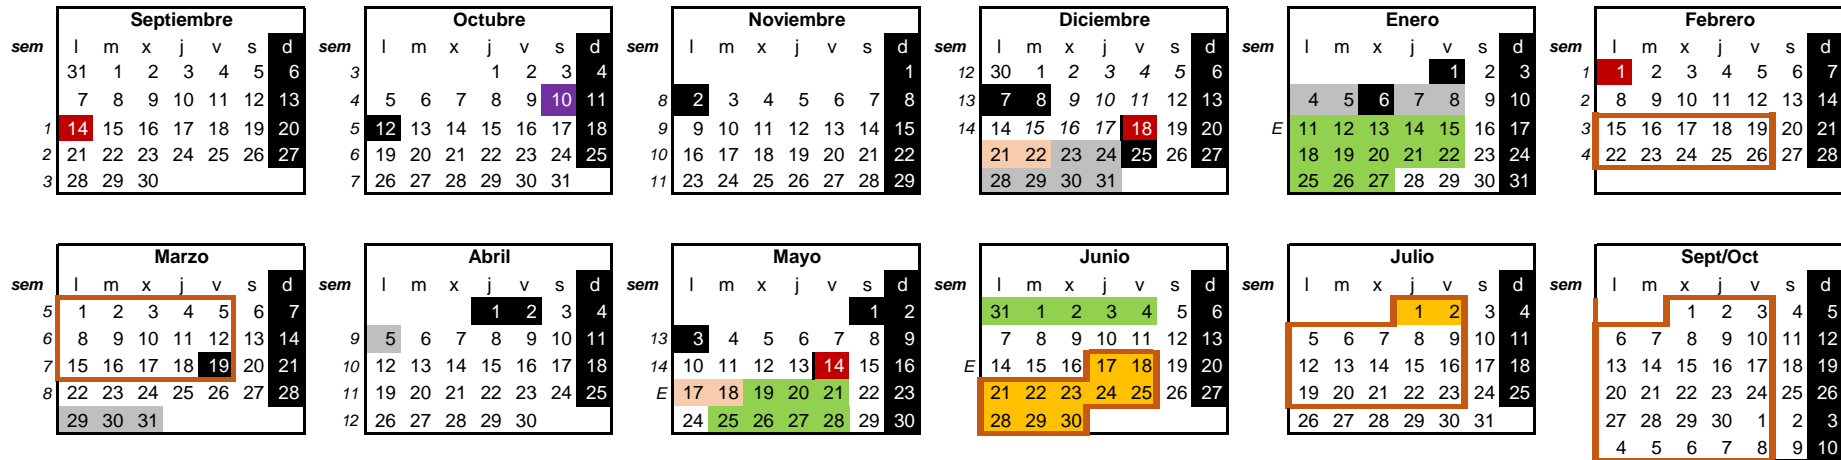 Septiembre Octubre Noviembre Diciembre Enero Febrero
sem l m x j v s d sem l m x j v s d sem l m x j v s d sem l m x j v s d sem l m x j v s d sem l m x j v s d
31 1 2 3 4 5 6 3 1 2 3 4 1 12 30 1 2 3 4 5 6 1 2 3 1 1 2 3 4 5 6 7
7 8 9 10 11 12 13 4 5 6 7 8 9 10 11 8 2 3 4 5 6 7 8 13 7 8 9 10 11 12 13 4 5 6 7 8 9 10 2 8 9 10 11 12 13 14
1 14 15 16 17 18 19 20 5 12 13 14 15 16 17 18 9 9 10 11 12 13 14 15 14 14 15 16 17 18 19 20 E 11 12 13 14 15 16 17 3 15 16 17 18 19 20 21
2 21 22 23 24 25 26 27 6 19 20 21 22 23 24 25 10 16 17 18 19 20 21 22 21 22 23 24 25 26 27 18 19 20 21 22 23 24 4 22 23 24 25 26 27 28
3 28 29 30 7 26 27 28 29 30 31 11 23 24 25 26 27 28 29 28 29 30 31 25 26 27 28 29 30 31
Marzo Abril Mayo Junio Julio Sept/Oct
sem l m x j v s d sem l m x j v s d sem l m x j v s d sem l m x j v s d sem l m x j v s d sem l m x j v s d
5 1 2 3 4 5 6 7 1 2 3 4 1 2 31 1 2 3 4 5 6 1 2 3 4 1 2 3 4 5
6 8 9 10 11 12 13 14 9 5 6 7 8 9 10 11 13 3 4 5 6 7 8 9 7 8 9 10 11 12 13 5 6 7 8 9 10 11 6 7 8 9 10 11 12
7 15 16 17 18 19 20 21 10 12 13 14 15 16 17 18 14 10 11 12 13 14 15 16 E 14 15 16 17 18 19 20 12 13 14 15 16 17 18 13 14 15 16 17 18 19
8 22 23 24 25 26 27 28 11 19 20 21 22 23 24 25 E 17 18 19 20 21 22 23 21 22 23 24 25 26 27 19 20 21 22 23 24 25 20 21 22 23 24 25 26
29 30 31 12 26 27 28 29 30 24 25 26 27 28 29 30 28 29 30 26 27 28 29 30 31 27 28 29 30 1 2 3
4 5 6 7 8 9 10